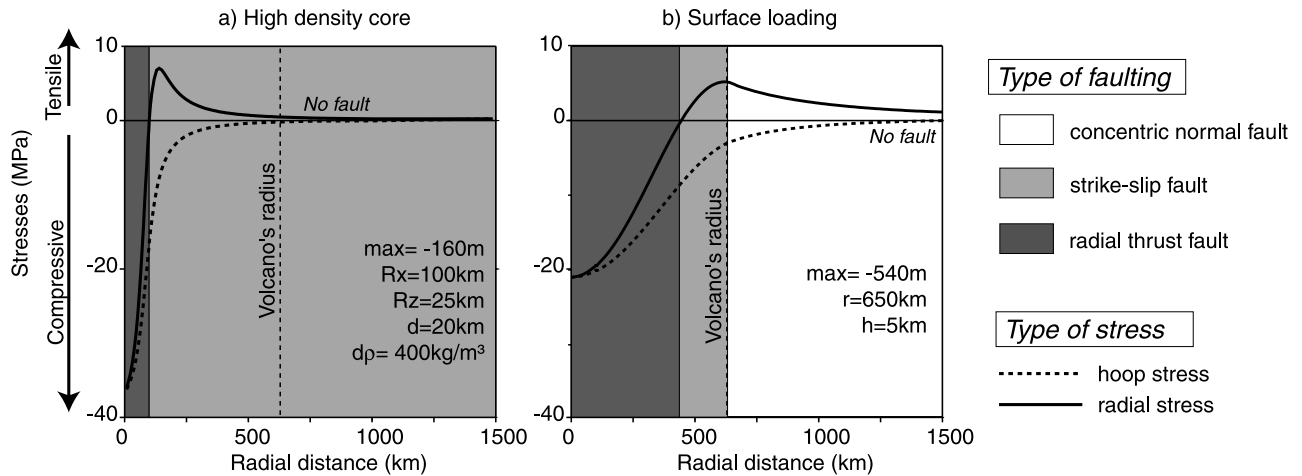 a) High density core
b) Surface loading
Tensile
Stresses (MPa)
Compressive
10
0
-20
-40
No fault
Volcano's radius
max= -160m
Rx=100km
Rz=25km
d=20km
dρ= 400kg/m³
0
500
1000
1500
Radial distance (km)
10
0
-20
-40
No fault
Volcano's radius
max= -540m
r=650km
h=5km
0
500
1000
1500
Radial distance (km)
Type of faulting
concentric normal fault
strike-slip fault
radial thrust fault
Type of stress
hoop stress
radial stress